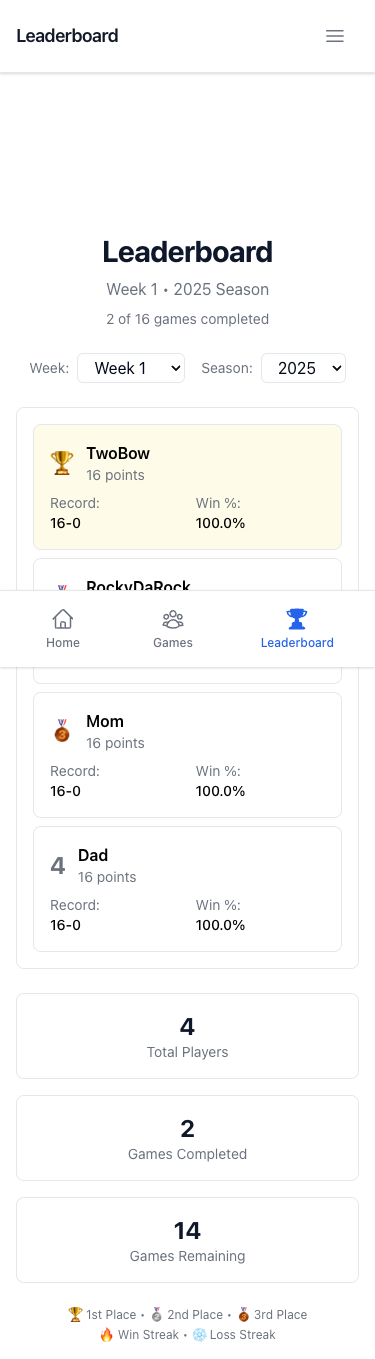 Leaderboard
Leaderboard
Week 1 • 2025 Season
2 of 16 games completed
Week: Week 1 Season: 2025
TwoBow
16 points
Record: Win %:
16-0 100.0%
RockyDaRock
Home Games Leaderboard
3
Mom
16 points
Record: Win %:
16-0 100.0%
4
Dad
16 points
Record: Win %:
16-0 100.0%
4
Total Players
2
Games Completed
14
Games Remaining
🏆 1st Place • 🥈 2nd Place • 🥉 3rd Place
🔥 Win Streak • ❄️ Loss Streak